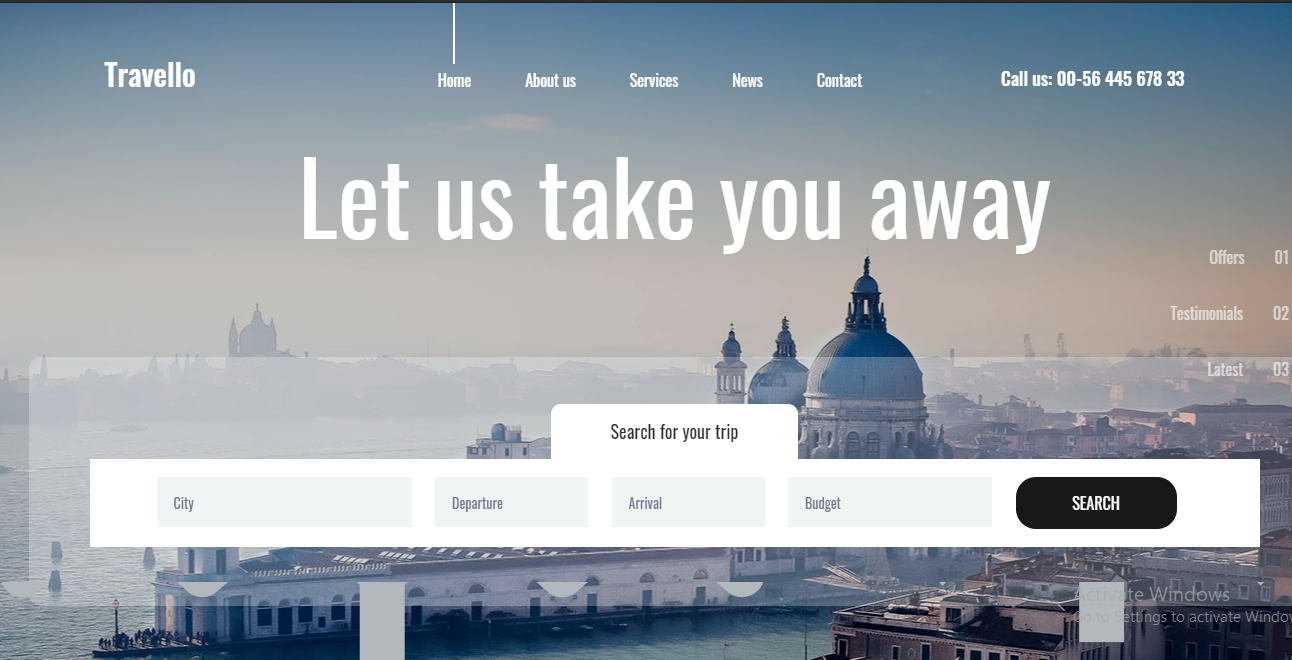 Travello
Home
About us
Services
News
Contact
Call us: 00-56 445 678 33
Let us take you away
Offers 01
Testimonials 02
Latest 03
Search for your trip
City
Departure
Arrival
Budget
SEARCH
Activate Windows
Go to Settings to activate Window